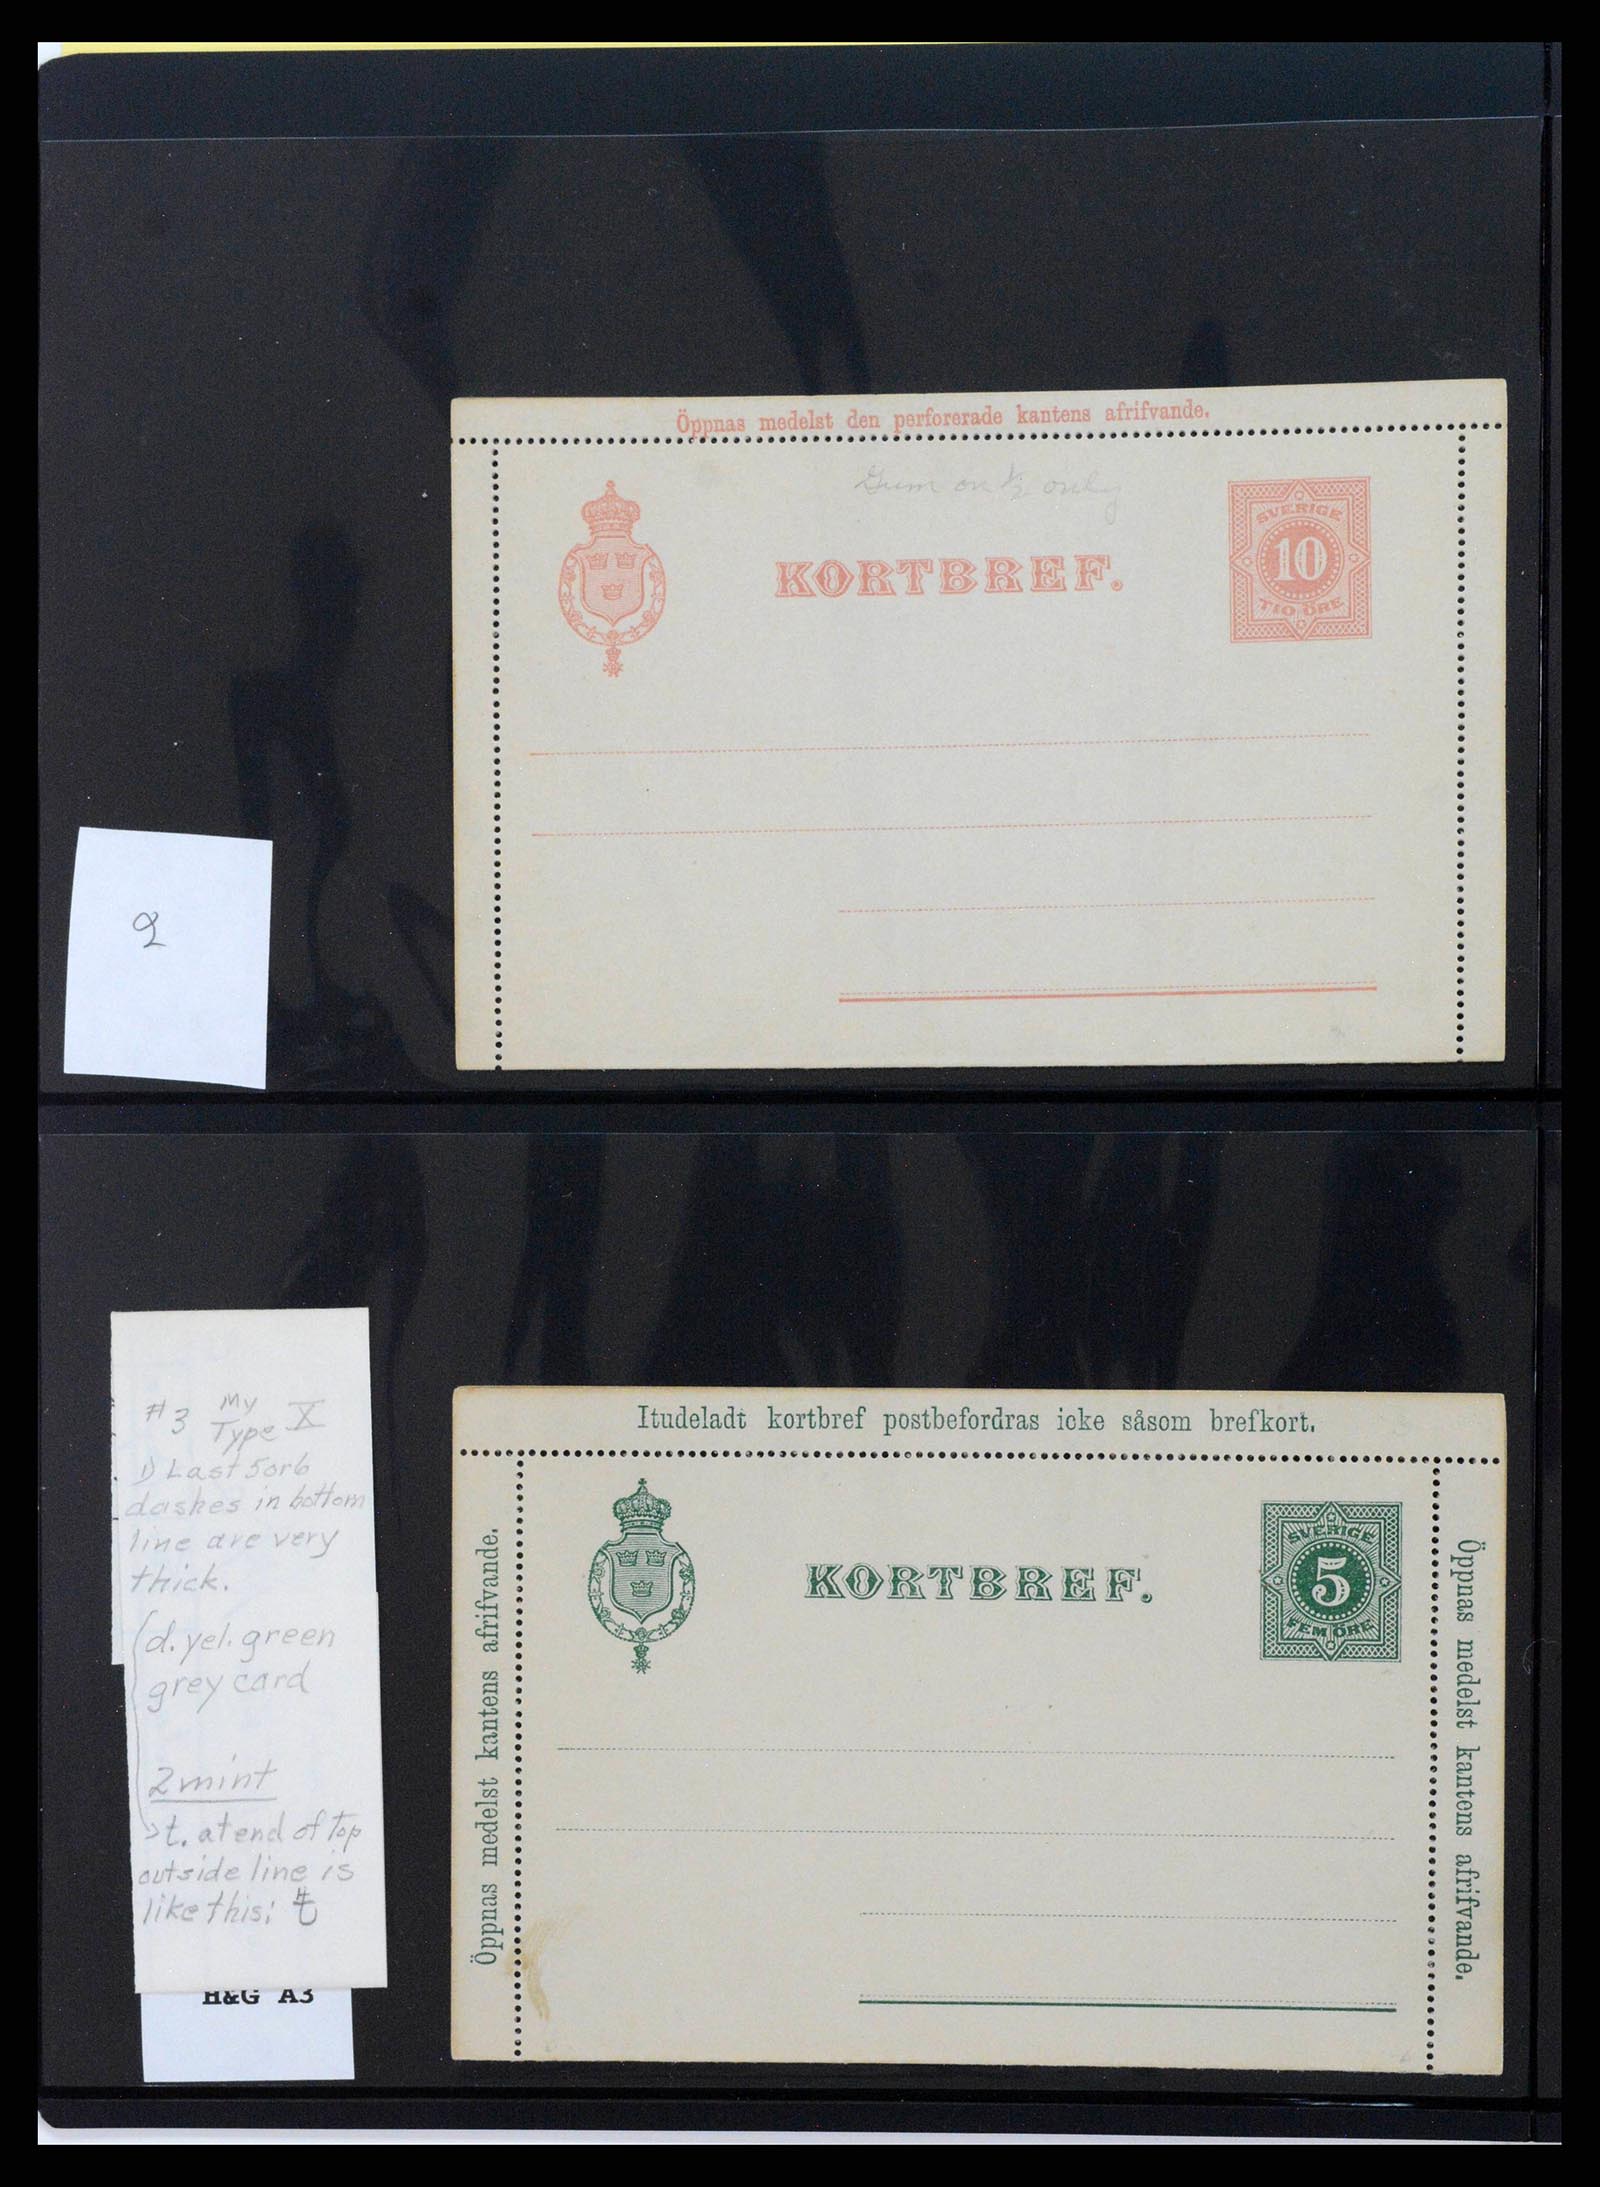 Öppnas medelst den perforerade kantens afrifvande.
Gum on ½ only
SVERIGE
KORTBREF.
10
TIO ÖRE
2
Itudeladt kortbref postbefordras icke såsom brefkort.
# 3 My Type X
1) Last 5 or 6
dashes in bottom
line are very
thick.
d. yel. green
grey card
2 mint
t. at end of top
outside line is
like this: t
H&G A3
Öppnas medelst kantens afrifvande.
SVERIGE
KORTBREF.
5
FEM ÖRE
Öppnas medelst kantens afrifvande.